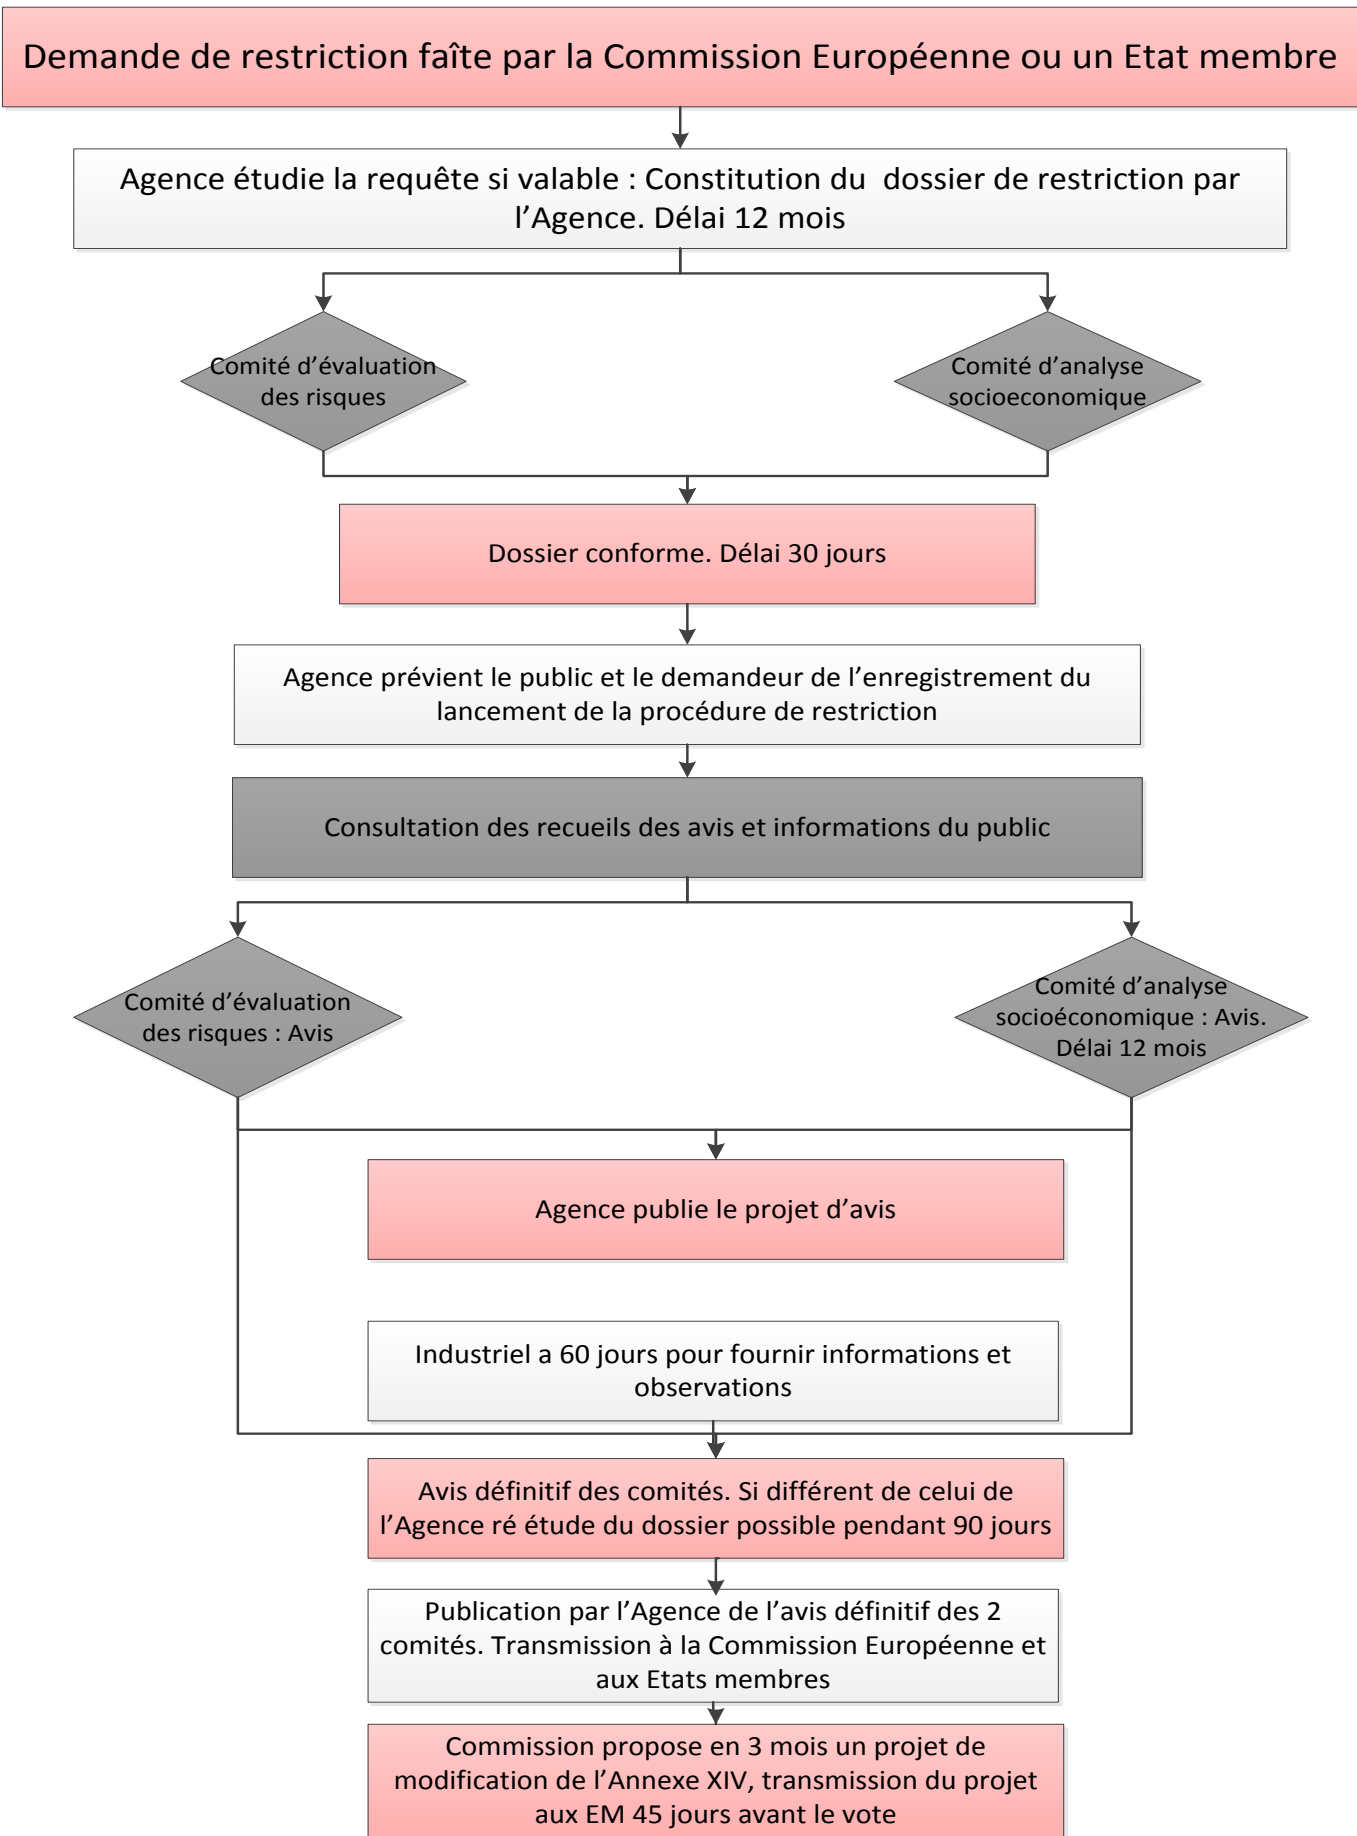 Demande de restriction faîte par la Commission Européenne ou un Etat membre
Agence étudie la requête si valable : Constitution du  dossier de restriction par
l’Agence. Délai 12 mois
Comité d’évaluation
des risques
Comité d’analyse
socioeconomique
Dossier conforme. Délai 30 jours
Agence prévient le public et le demandeur de l’enregistrement du
lancement de la procédure de restriction
Consultation des recueils des avis et informations du public
Comité d’évaluation
des risques : Avis
Comité d’analyse
socioéconomique : Avis.
Délai 12 mois
Agence publie le projet d’avis
Industriel a 60 jours pour fournir informations et
observations
Avis définitif des comités. Si différent de celui de
l’Agence ré étude du dossier possible pendant 90 jours
Publication par l’Agence de l’avis définitif des 2
comités. Transmission à la Commission Européenne et
aux Etats membres
Commission propose en 3 mois un projet de
modification de l’Annexe XIV, transmission du projet
aux EM 45 jours avant le vote